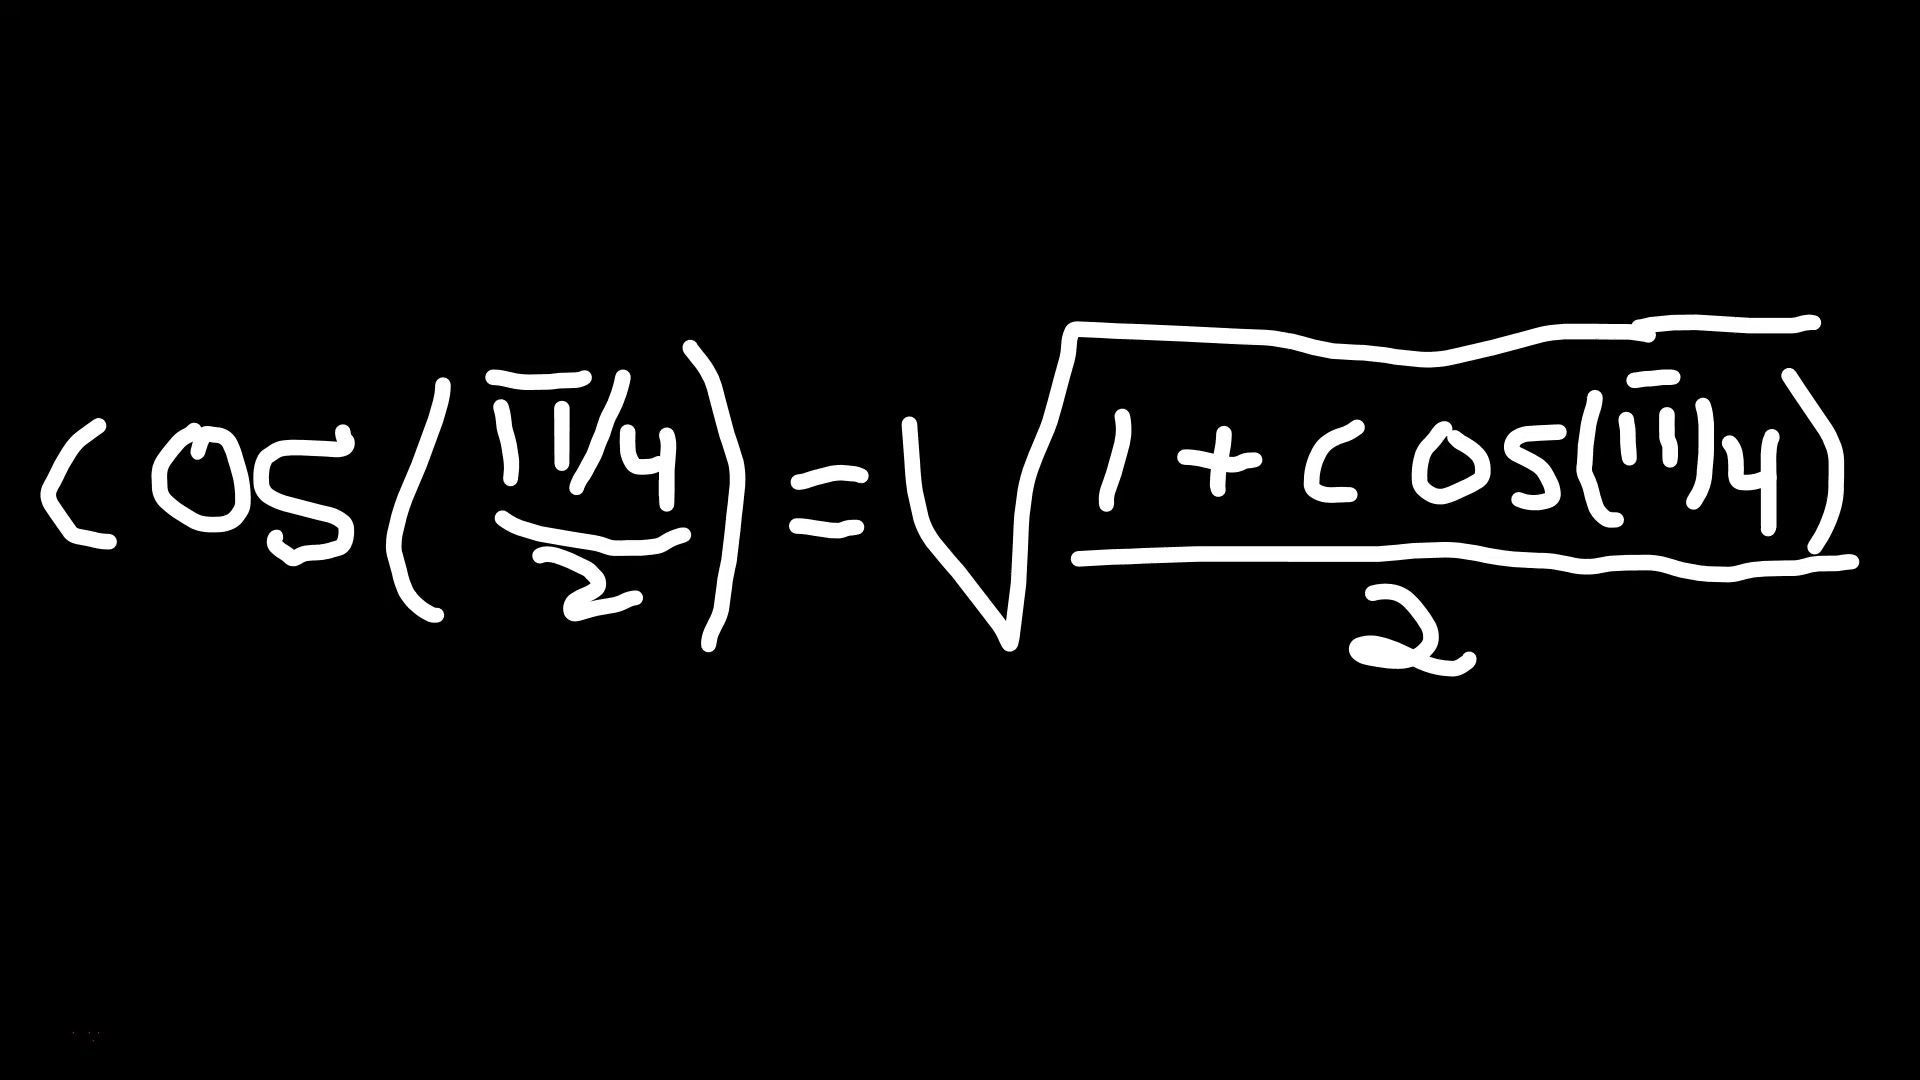 cos((π/4)/2) = √((1 + cos(π/4))/2)